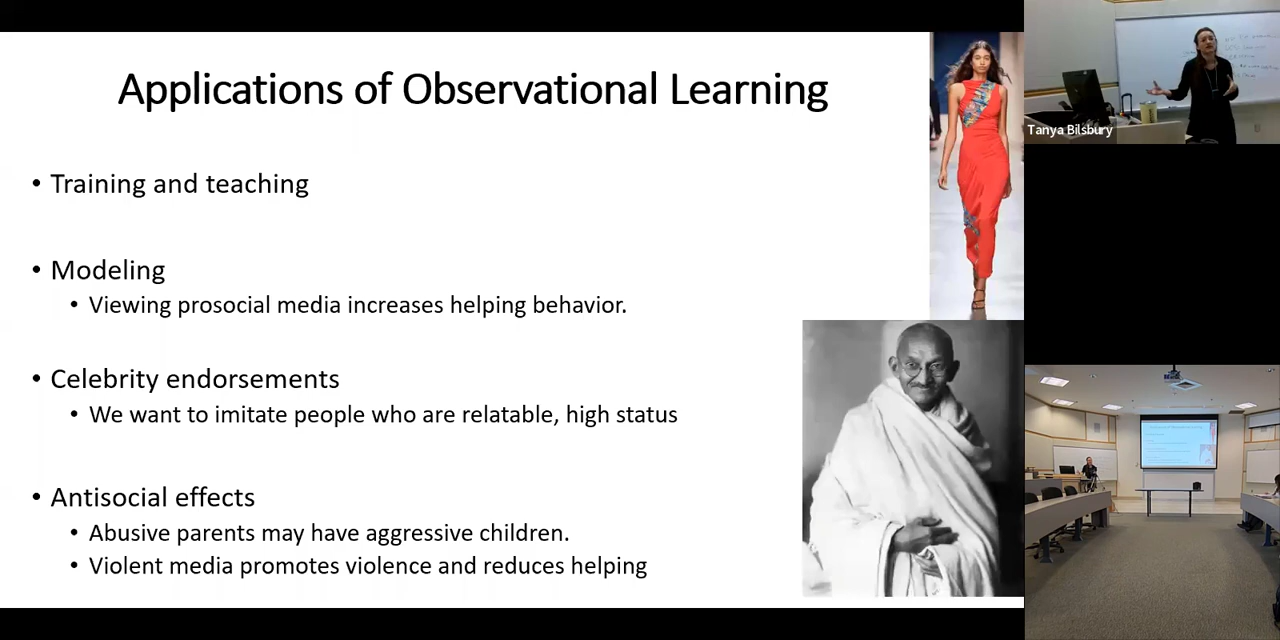 Applications of Observational Learning
• Training and teaching
• Modeling
• Viewing prosocial media increases helping behavior.
• Celebrity endorsements
• We want to imitate people who are relatable, high status
• Antisocial effects
• Abusive parents may have aggressive children.
• Violent media promotes violence and reduces helping
Tanya Bilsbury